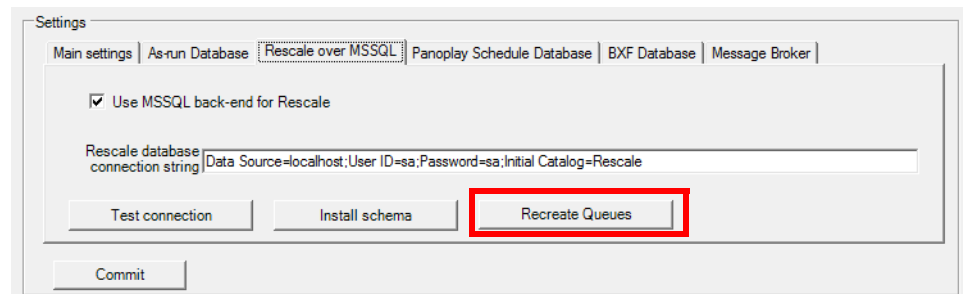 Settings
Main settings As-run Database Rescale over MSSQL Panoplay Schedule Database BXF Database Message Broker
Use MSSQL back-end for Rescale
Rescale database
connection string Data Source=localhost;User ID=sa;Password=sa;Initial Catalog=Rescale
Test connection Install schema Recreate Queues
Commit